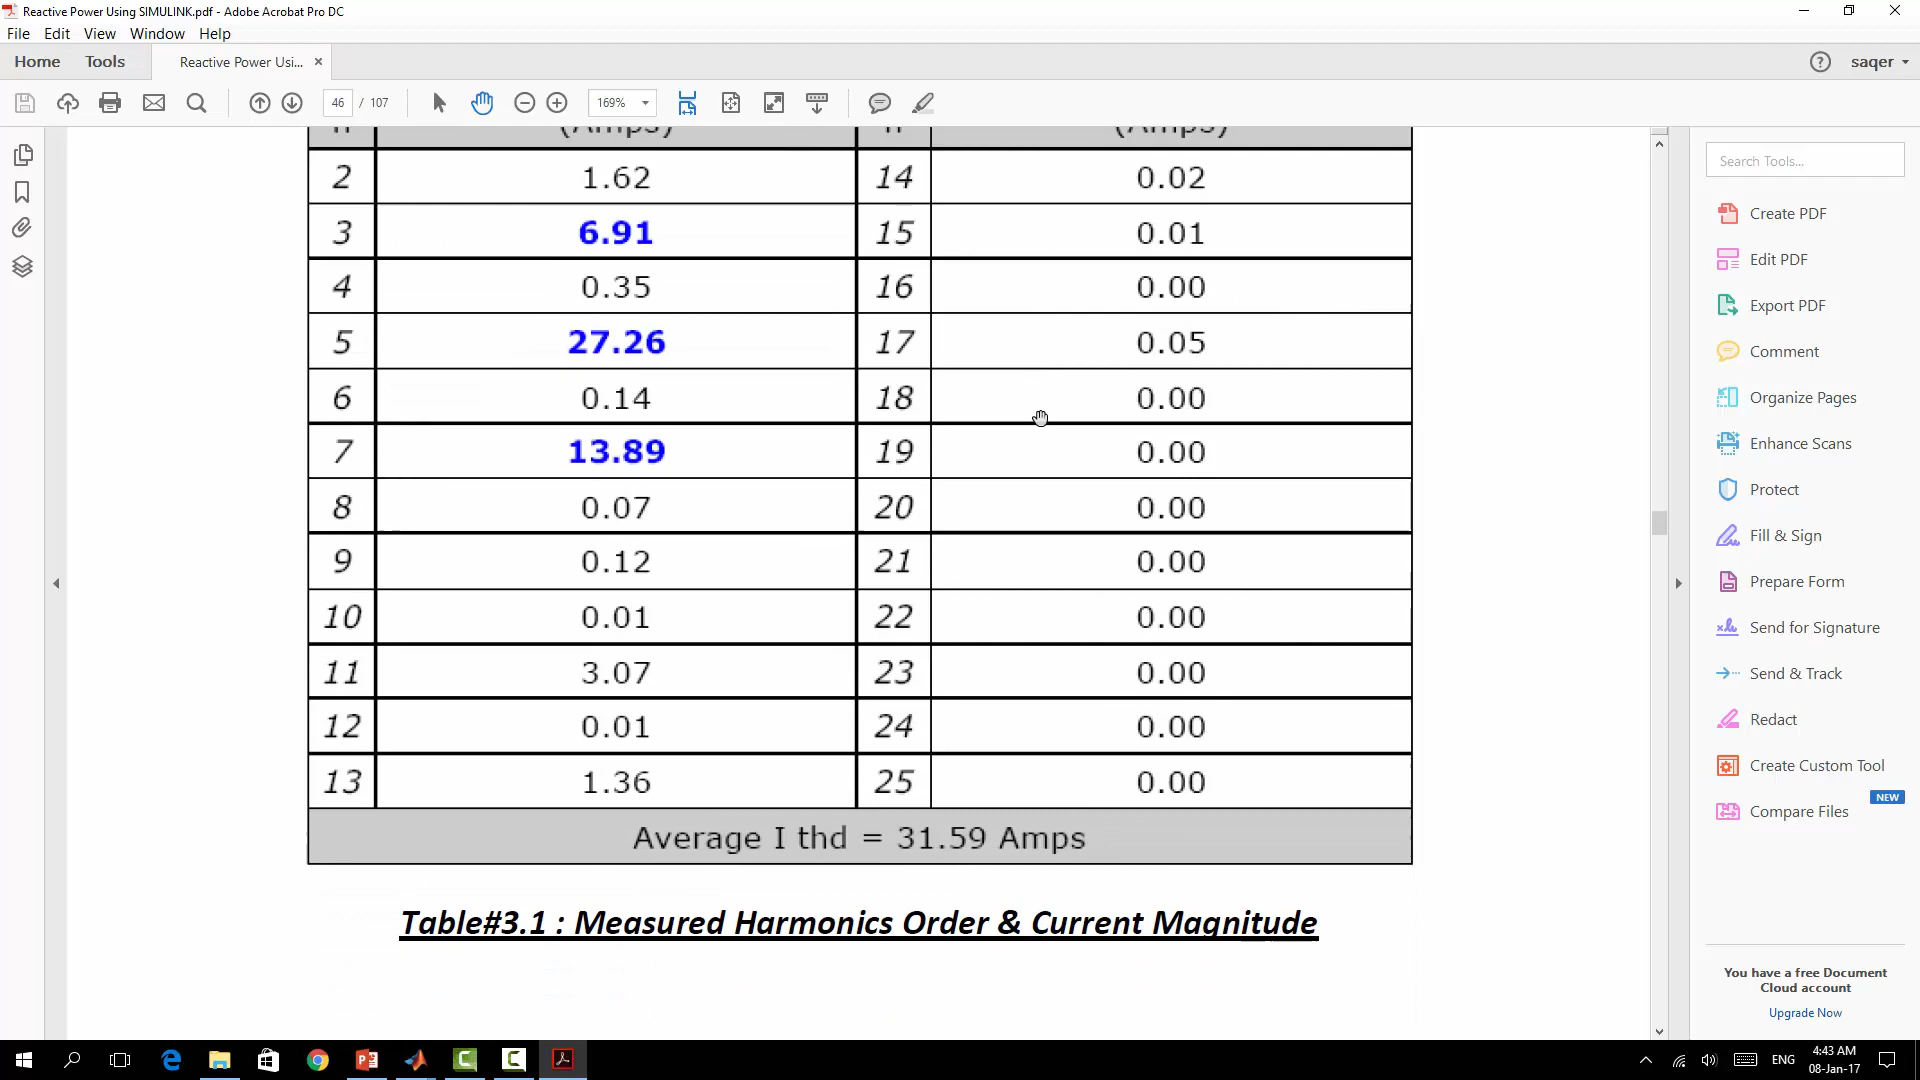 Reactive Power Using SIMULINK.pdf - Adobe Acrobat Pro DC
File Edit View Window Help
Home Tools Reactive Power Usi... × saqer
46 / 107 169%
n (Amps) n (Amps)
2 1.62 14 0.02
3 6.91 15 0.01
4 0.35 16 0.00
5 27.26 17 0.05
6 0.14 18 0.00
7 13.89 19 0.00
8 0.07 20 0.00
9 0.12 21 0.00
10 0.01 22 0.00
11 3.07 23 0.00
12 0.01 24 0.00
13 1.36 25 0.00
Average I thd = 31.59 Amps
Table#3.1 : Measured Harmonics Order & Current Magnitude
Search Tools...
Create PDF
Edit PDF
Export PDF
Comment
Organize Pages
Enhance Scans
Protect
Fill & Sign
Prepare Form
Send for Signature
Send & Track
Redact
Create Custom Tool
NEW
Compare Files
You have a free Document
Cloud account
Upgrade Now
ENG
4:43 AM
08-Jan-17